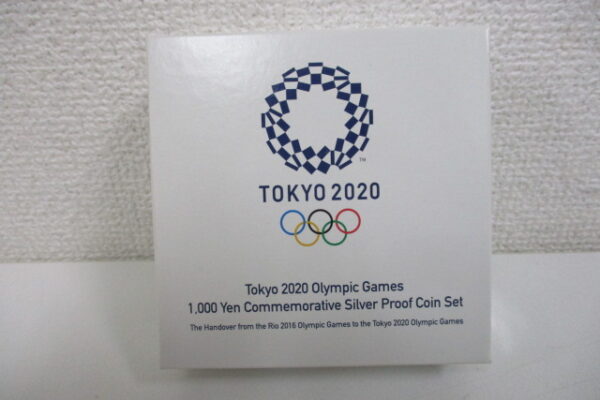 TM
TOKYO 2020
Tokyo 2020 Olympic Games
1,000 Yen Commemorative Silver Proof Coin Set
The Handover from the Rio 2016 Olympic Games to the Tokyo 2020 Olympic Games